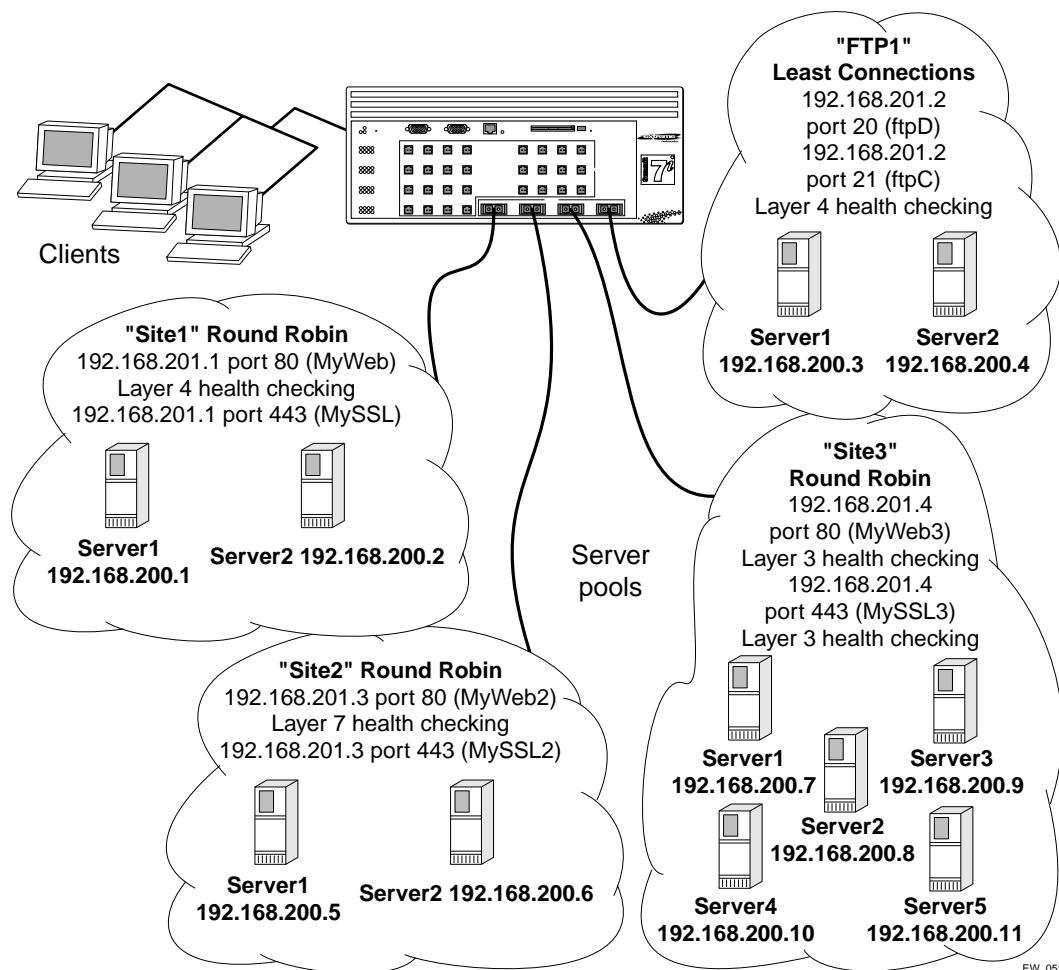 "FTP1"
Least Connections
192.168.201.2
port 20 (ftpD)
192.168.201.2
port 21 (ftpC)
Layer 4 health checking
Server1
192.168.200.3
Server2
192.168.200.4
7i
Clients
"Site1" Round Robin
192.168.201.1 port 80 (MyWeb)
Layer 4 health checking
192.168.201.1 port 443 (MySSL)
Server1
192.168.200.1
Server2 192.168.200.2
Server
pools
"Site3"
Round Robin
192.168.201.4
port 80 (MyWeb3)
Layer 3 health checking
192.168.201.4
port 443 (MySSL3)
Layer 3 health checking
Server1
192.168.200.7
Server3
192.168.200.9
Server2
192.168.200.8
Server4
192.168.200.10
Server5
192.168.200.11
"Site2" Round Robin
192.168.201.3 port 80 (MyWeb2)
Layer 7 health checking
192.168.201.3 port 443 (MySSL2)
Server1
192.168.200.5
Server2 192.168.200.6